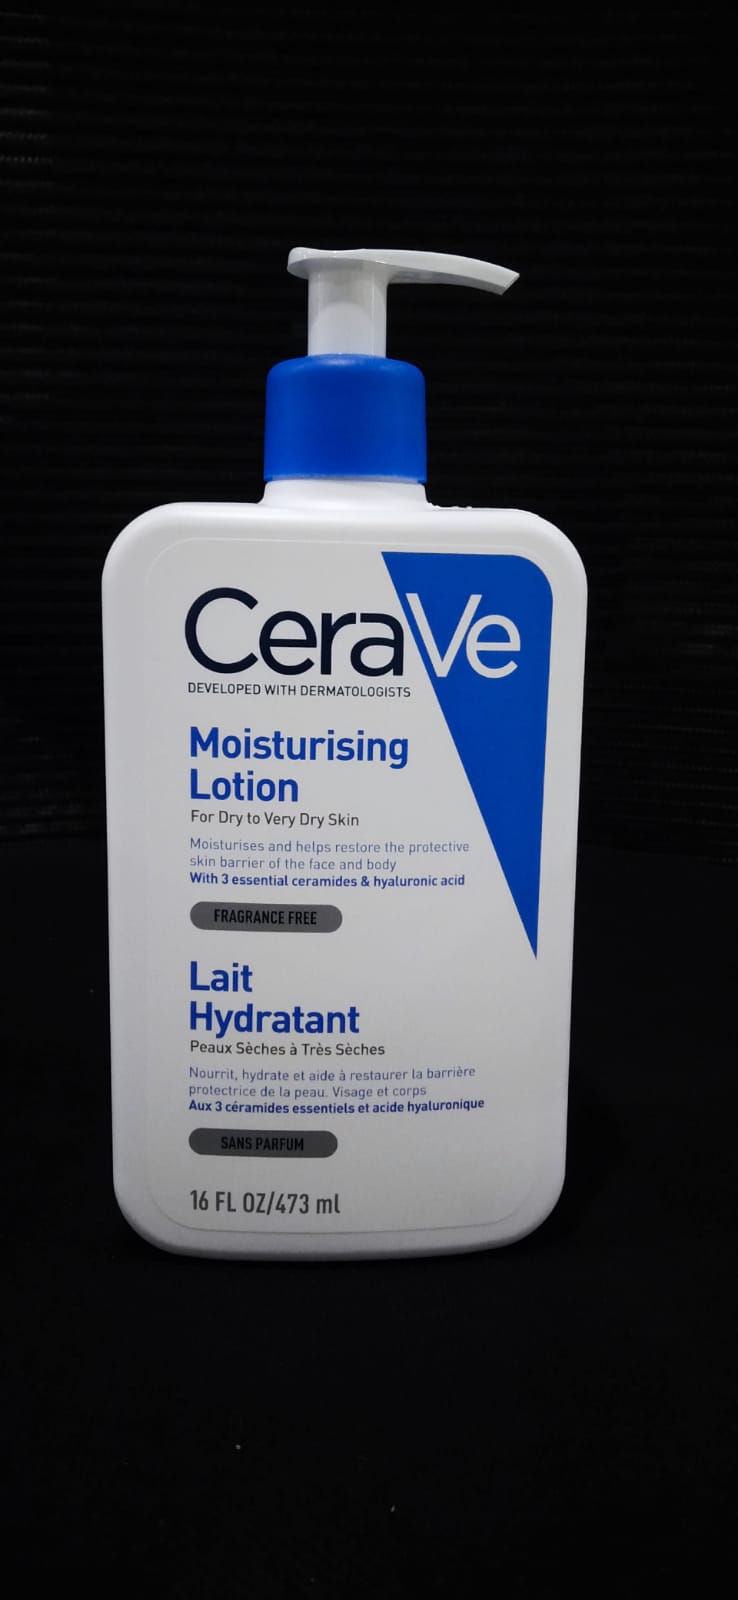 CeraVe
DEVELOPED WITH DERMATOLOGISTS
Moisturising
Lotion
For Dry to Very Dry Skin
Moisturises and helps restore the protective
skin barrier of the face and body
With 3 essential ceramides & hyaluronic acid
FRAGRANCE FREE
Lait
Hydratant
Peaux Sèches à Très Sèches
Nourrit, hydrate et aide à restaurer la barrière
protectrice de la peau. Visage et corps
Aux 3 céramides essentiels et acide hyaluronique
SANS PARFUM
16 FL OZ/473 ml